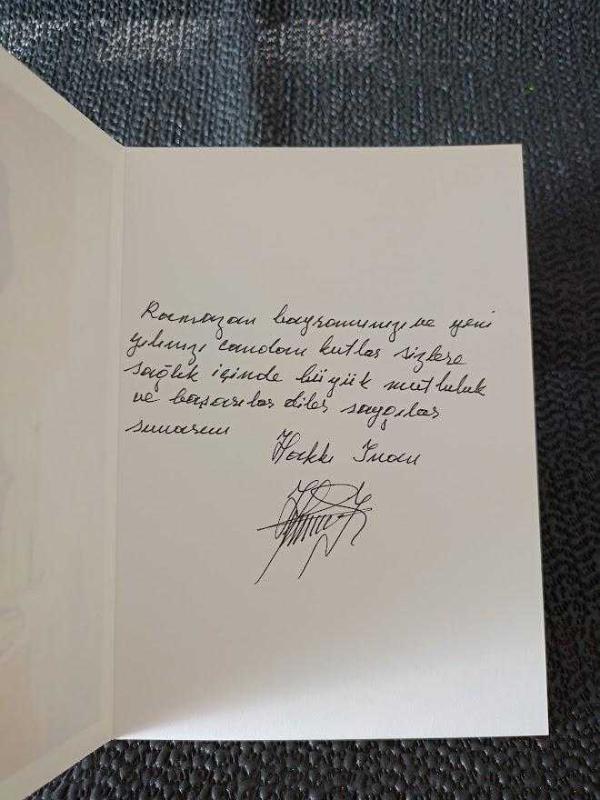 Ramazan bayramınızı ve yeni
yılınızı candan kutlar sizlere
sağlık içinde büyük mutluluk
ve başarılar diler saygılar
sunarım
Hakkı İnan